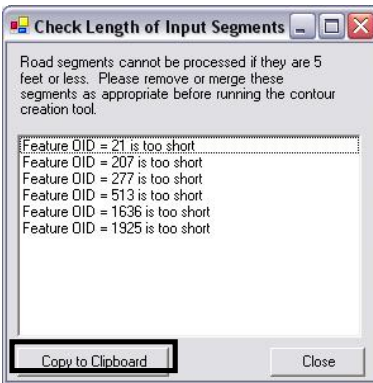 Check Length of Input Segments
Road segments cannot be processed if they are 5
feet or less. Please remove or merge these
segments as appropriate before running the contour
creation tool.
Feature OID = 21 is too short
Feature OID = 207 is too short
Feature OID = 277 is too short
Feature OID = 513 is too short
Feature OID = 1636 is too short
Feature OID = 1925 is too short
Copy to Clipboard
Close